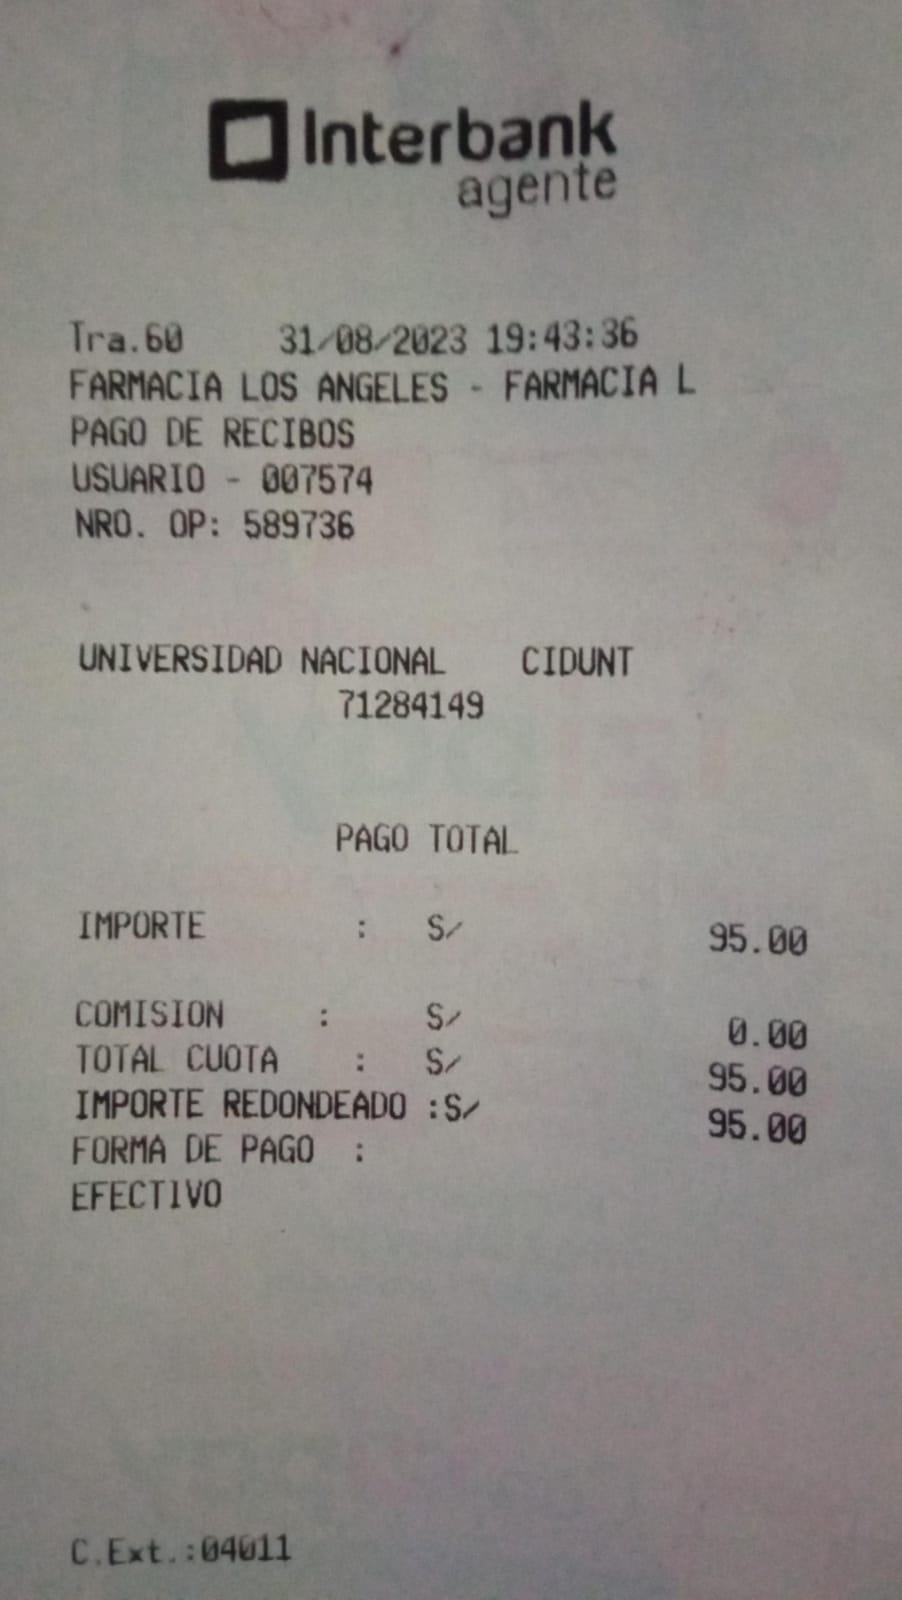 Interbank
agente
Tra.60 31/08/2023 19:43:36
FARMACIA LOS ANGELES - FARMACIA L
PAGO DE RECIBOS
USUARIO - 007574
NRO. OP: 589736
UNIVERSIDAD NACIONAL CIDUNT
71284149
PAGO TOTAL
IMPORTE : S/ 95.00
COMISION : S/ 0.00
TOTAL CUOTA : S/ 95.00
IMPORTE REDONDEADO :S/ 95.00
FORMA DE PAGO :
EFECTIVO
C.Ext.:04011